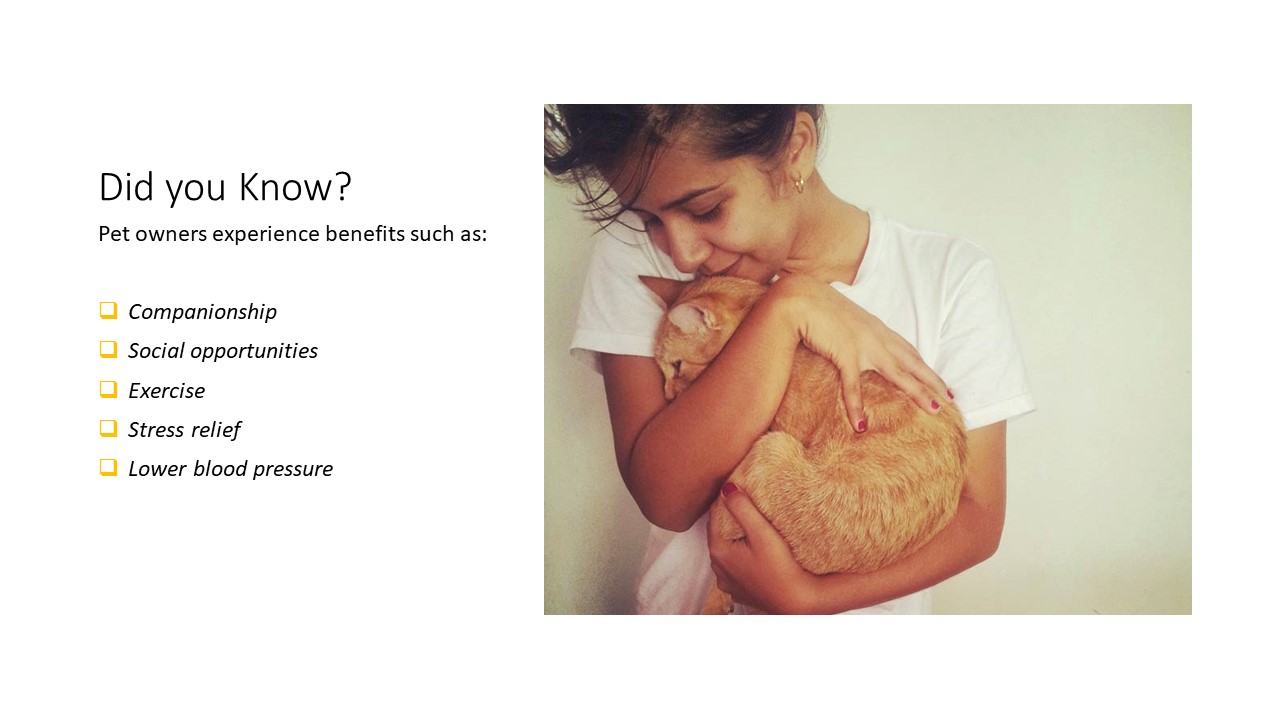 Did you Know?
Pet owners experience benefits such as:
Companionship
Social opportunities
Exercise
Stress relief
Lower blood pressure